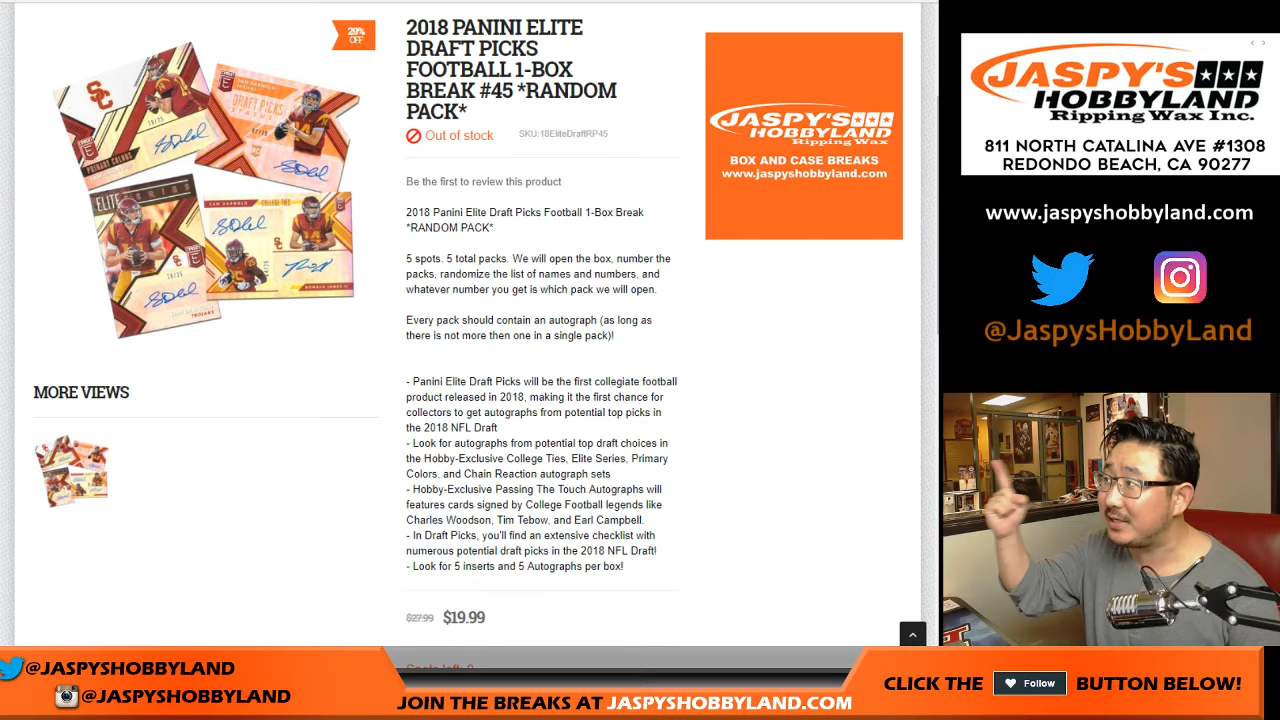 29%
OFF
2018 PANINI ELITE
DRAFT PICKS
FOOTBALL 1-BOX
BREAK #45 *RANDOM
PACK*
Out of stock
SKU:18EliteDraftRP45
Be the first to review this product
2018 Panini Elite Draft Picks Football 1-Box Break
*RANDOM PACK*
5 spots. 5 total packs. We will open the box, number the
packs, randomize the list of names and numbers, and
whatever number you get is which pack we will open.
Every pack should contain an autograph (as long as
there is not more then one in a single pack)!
- Panini Elite Draft Picks will be the first collegiate football
product released in 2018, making it the first chance for
collectors to get autographs from potential top picks in
the 2018 NFL Draft
- Look for autographs from potential top draft choices in
the Hobby-Exclusive College Ties, Elite Series, Primary
Colors, and Chain Reaction autograph sets
- Hobby-Exclusive Passing The Touch Autographs will
features cards signed by College Football legends like
Charles Woodson, Tim Tebow, and Earl Campbell.
- In Draft Picks, you'll find an extensive checklist with
numerous potential draft picks in the 2018 NFL Draft!
- Look for 5 inserts and 5 Autographs per box!
$27.99 $19.99
MORE VIEWS
JASPY'S
HOBBYLAND
Ripping Wax Inc.
BOX AND CASE BREAKS
www.jaspyshobbyland.com
JASPY'S
HOBBYLAND
Ripping Wax Inc.
811 NORTH CATALINA AVE #1308
REDONDO BEACH, CA 90277
www.jaspyshobbyland.com
@JaspysHobbyLand
@JASPYSHOBBYLAND
@JASPYSHOBBYLAND
JOIN THE BREAKS AT JASPYSHOBBYLAND.COM
CLICK THE Follow BUTTON BELOW!